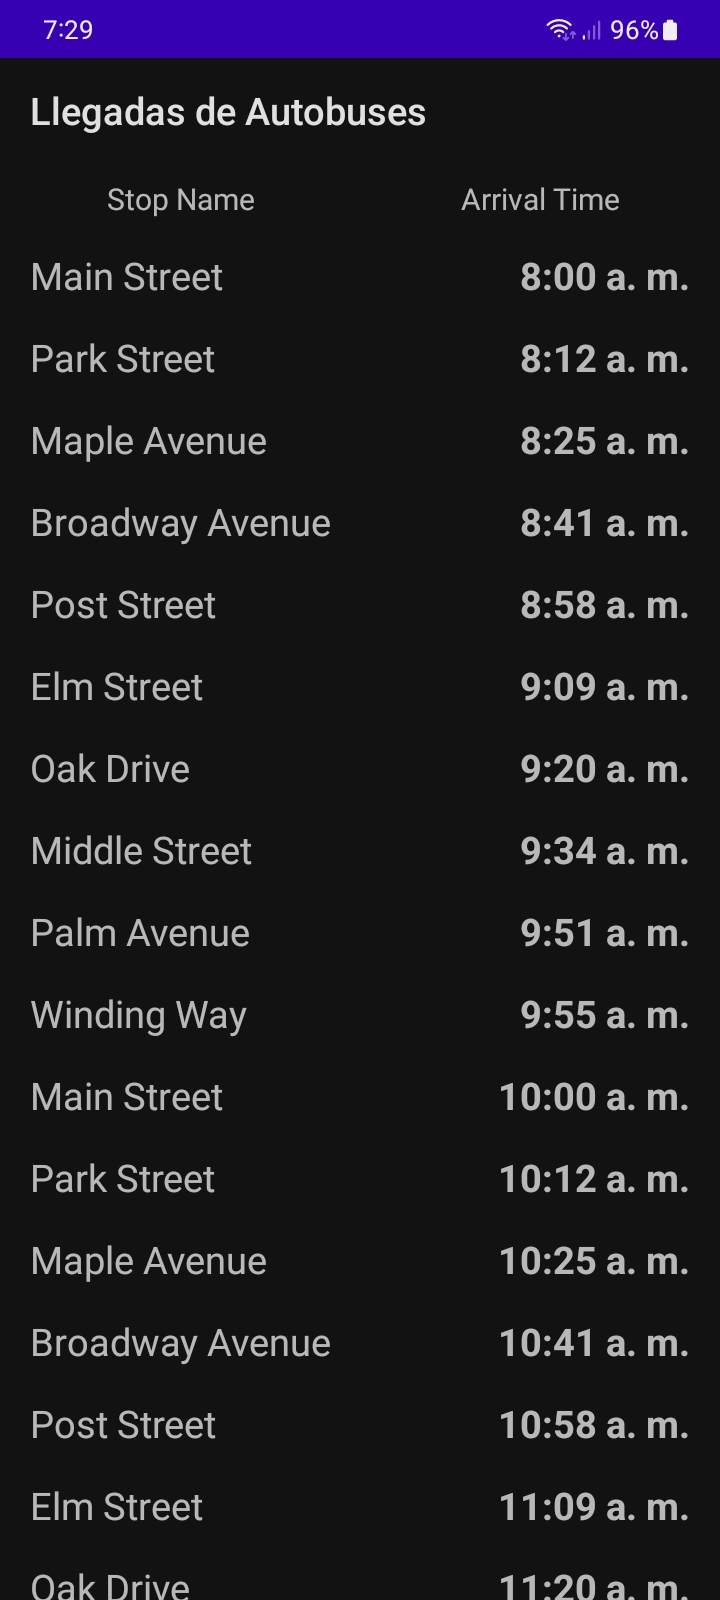 7:29 96%
Llegadas de Autobuses
Stop Name Arrival Time
Main Street 8:00 a. m.
Park Street 8:12 a. m.
Maple Avenue 8:25 a. m.
Broadway Avenue 8:41 a. m.
Post Street 8:58 a. m.
Elm Street 9:09 a. m.
Oak Drive 9:20 a. m.
Middle Street 9:34 a. m.
Palm Avenue 9:51 a. m.
Winding Way 9:55 a. m.
Main Street 10:00 a. m.
Park Street 10:12 a. m.
Maple Avenue 10:25 a. m.
Broadway Avenue 10:41 a. m.
Post Street 10:58 a. m.
Elm Street 11:09 a. m.
Oak Drive 11:20 a. m.